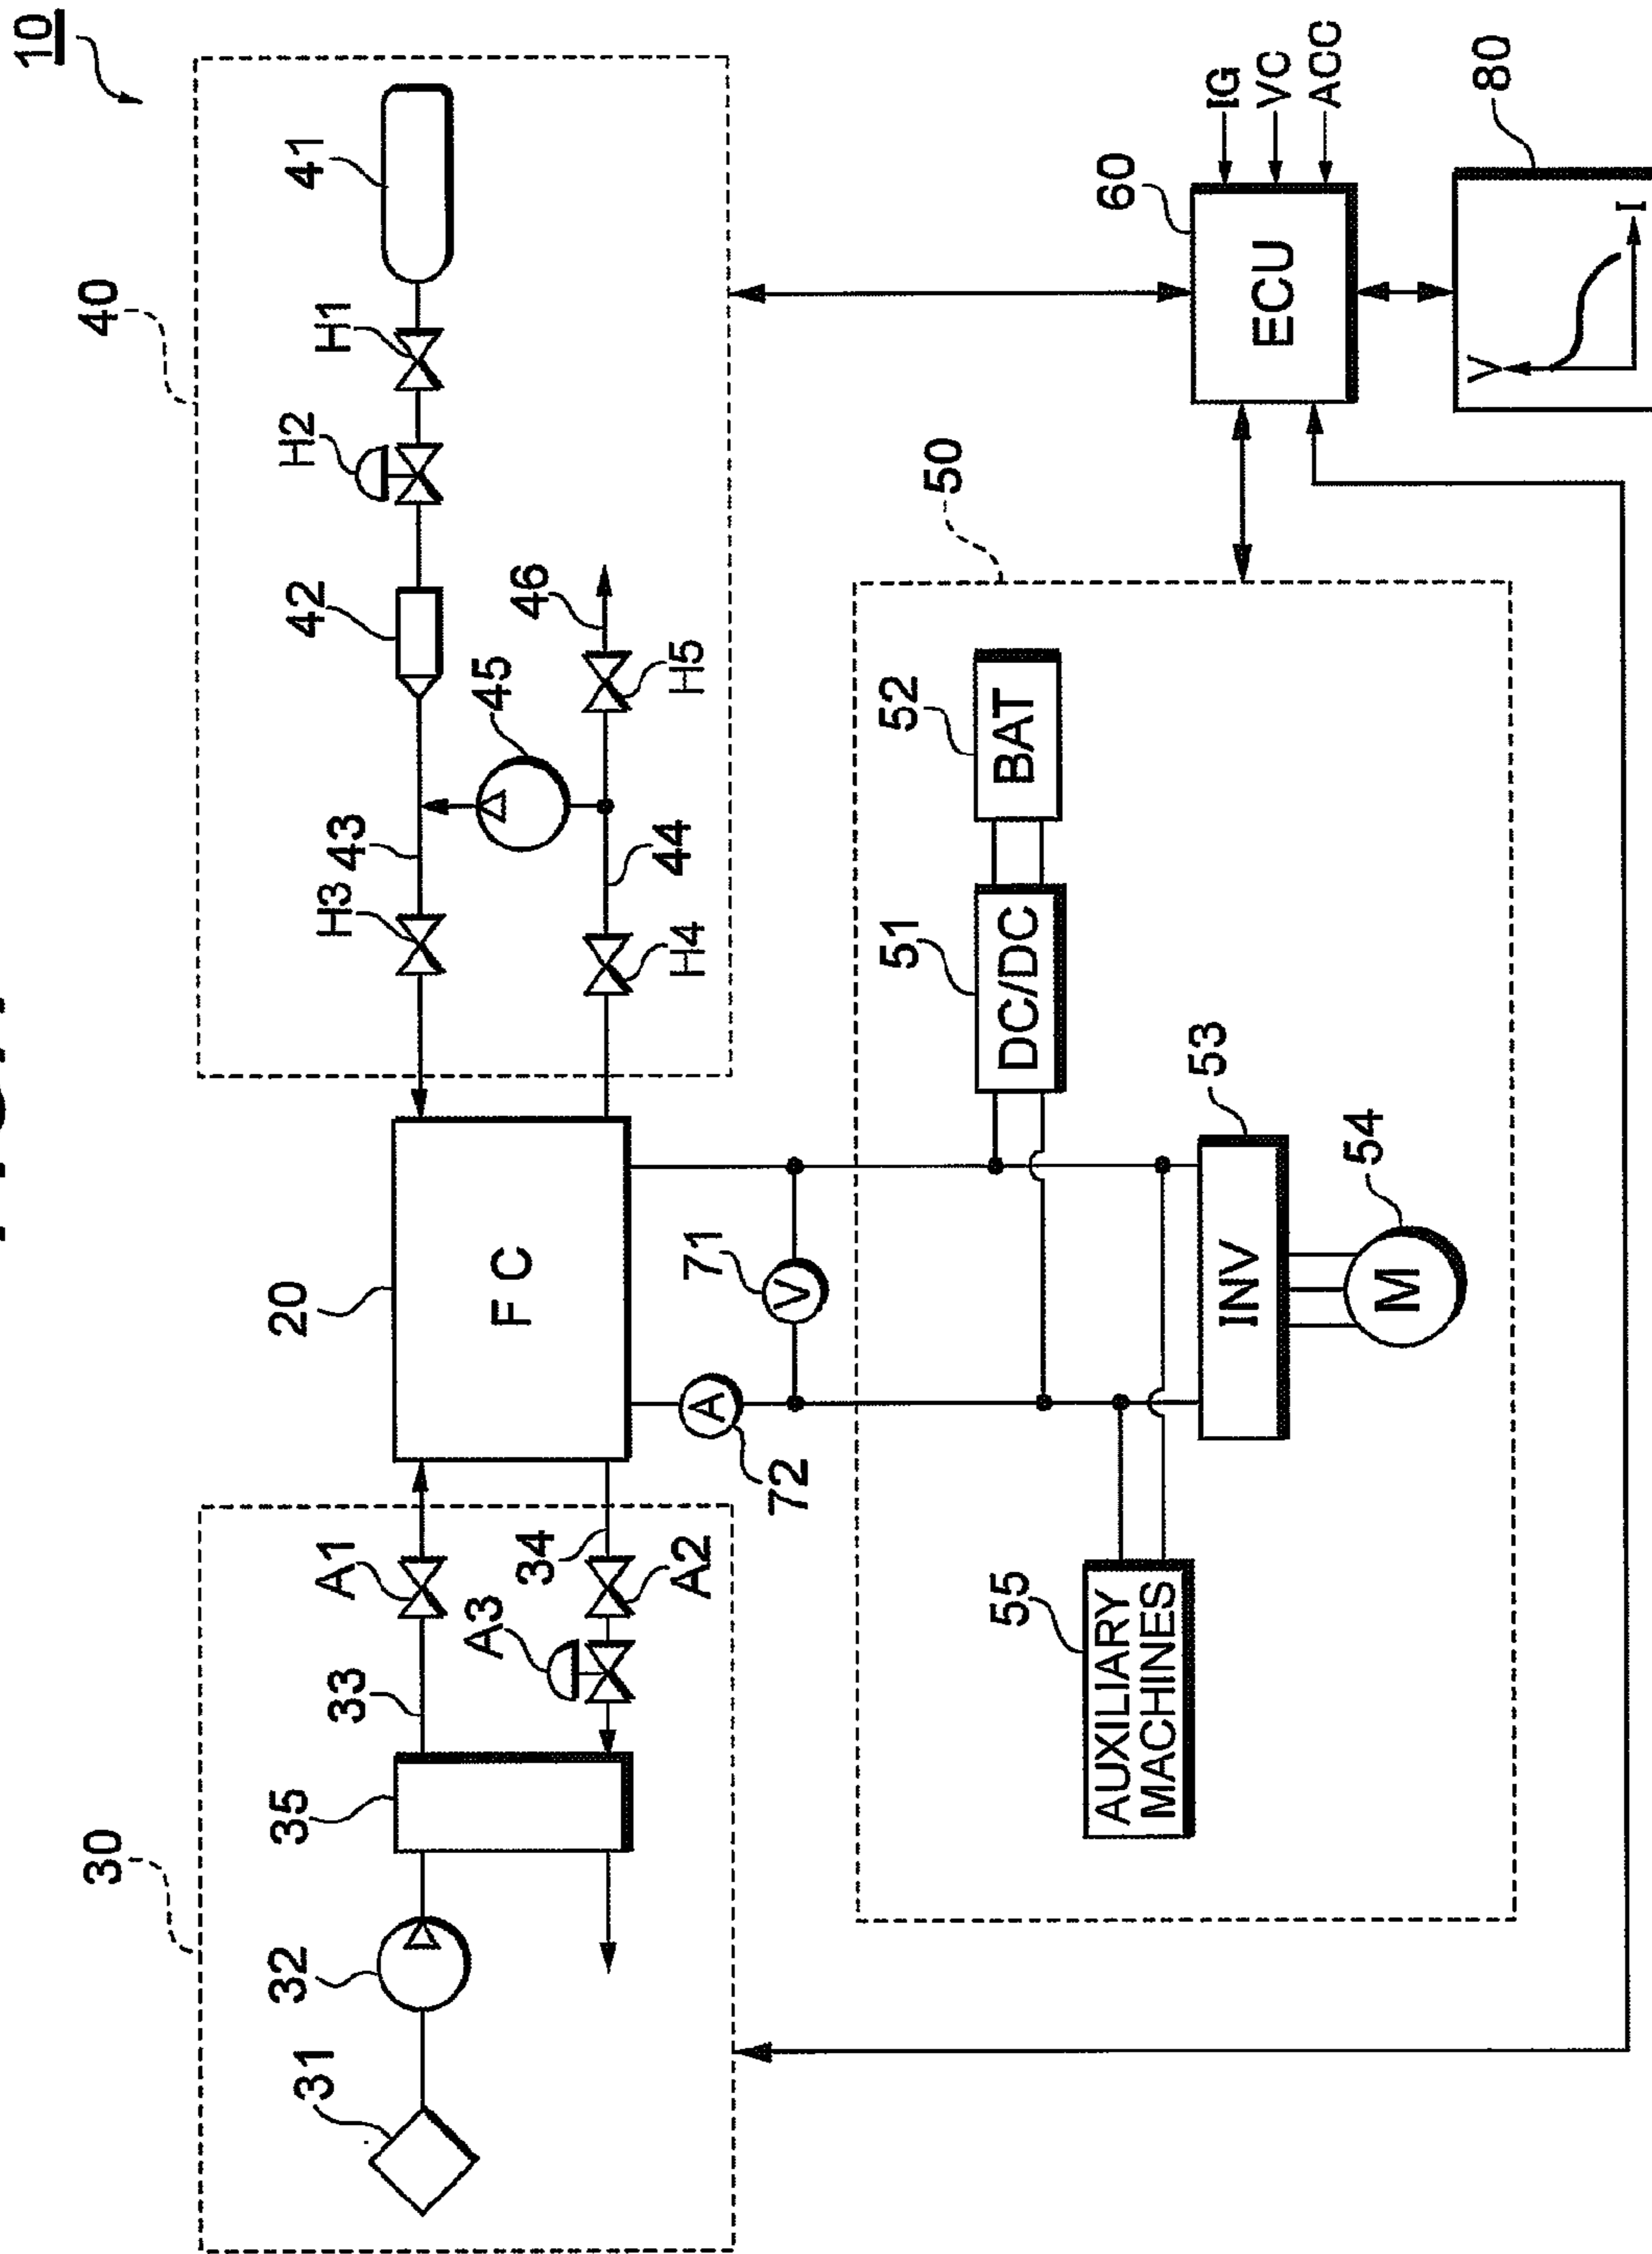 10
40
41
H1
H2
42
46
45
H5
43
H3
44
H4
20
F C
30
A1
34
A2
A3
33
35
32
31
71
V
A
72
50
52
BAT
51
DC/DC
53
INV
54
M
55
AUXILIARY
MACHINES
60
ECU
IG
VC
ACC
80
V
I